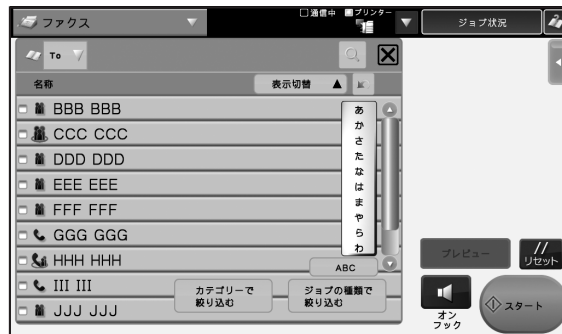 ファクス
通信中
プリンター
ジョブ状況
To
名称
表示切替
BBB BBB
CCC CCC
DDD DDD
EEE EEE
FFF FFF
GGG GGG
HHH HHH
III III
JJJ JJJ
あ
か
さ
た
な
は
ま
や
ら
わ
ABC
カテゴリーで
絞り込む
ジョブの種類で
絞り込む
プレビュー
リセット
オン
フック
スタート